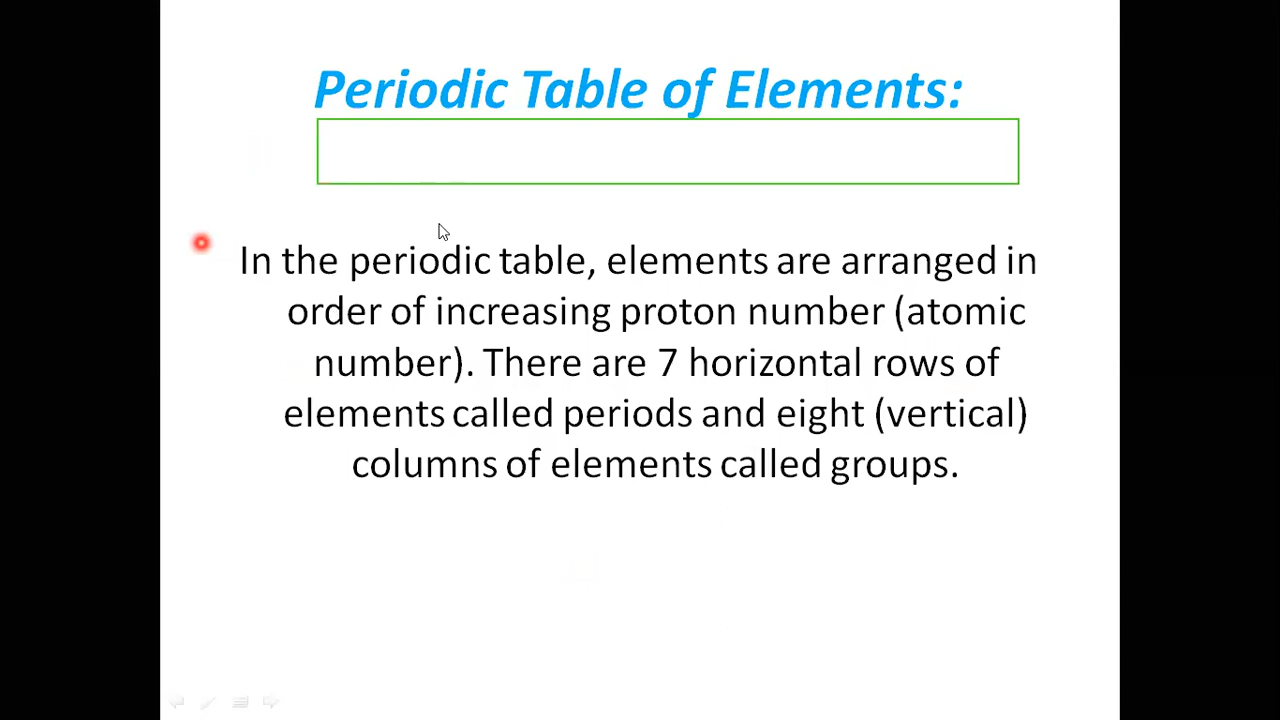 Periodic Table of Elements:
In the periodic table, elements are arranged in
order of increasing proton number (atomic
number). There are 7 horizontal rows of
elements called periods and eight (vertical)
columns of elements called groups.